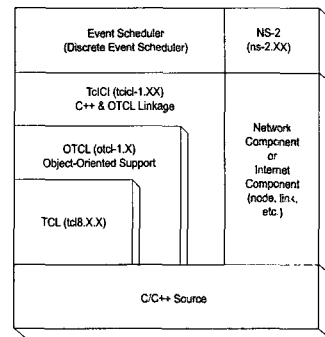 Event Scheduler
(Discrete Event Scheduler)
NS-2
(ns-2.XX)
TclCl (tclcl-1.XX)
C++ & OTCL Linkage
OTCL (otcl-1.X)
Object-Oriented Support
TCL (tcl8.X.X)
Network
Component
or
Internet
Component
(node, link,
etc.)
C/C++ Source